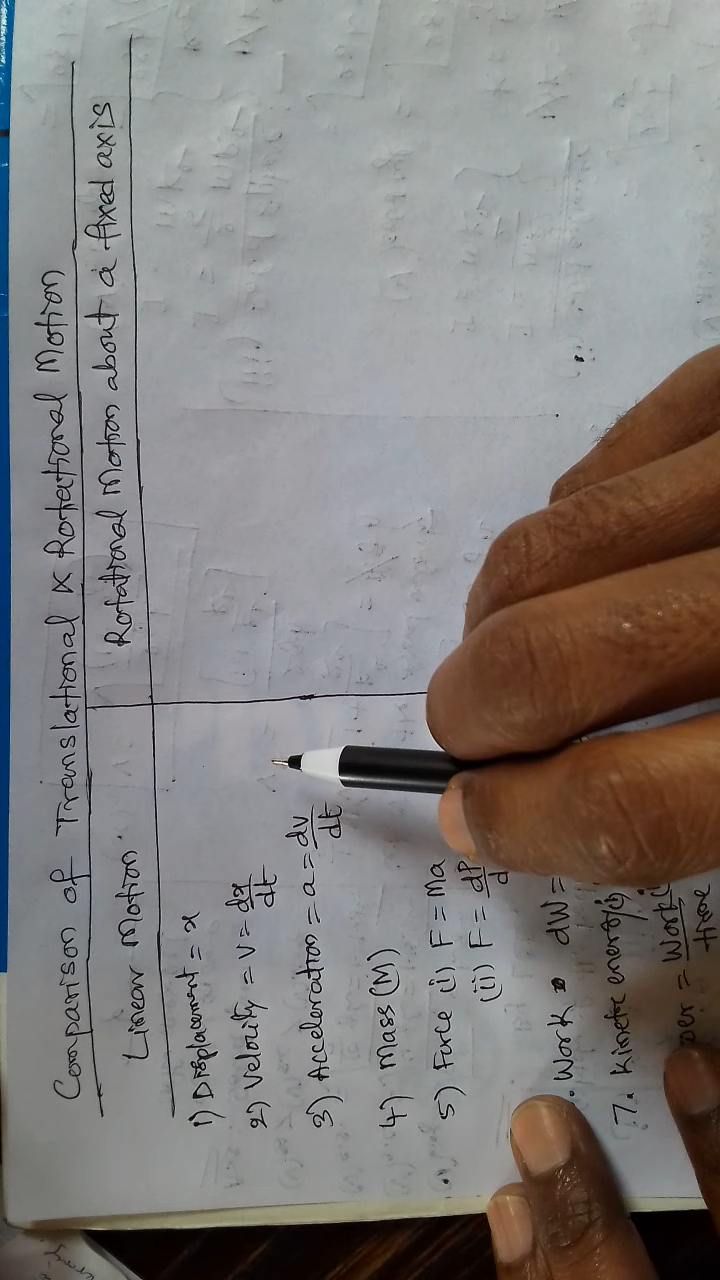 Comparison of Translational & Rotational Motion
Linear Motion.
Rotational Motion about a fixed axis
1) Displacement = x
2) Velocity = v = dx/dt
3) Acceleration = a = dv/dt
4) Mass (M)
5) Force (i) F = Ma
(ii) F = dP
Work dW =
7. Kinetic energy
= Work
time